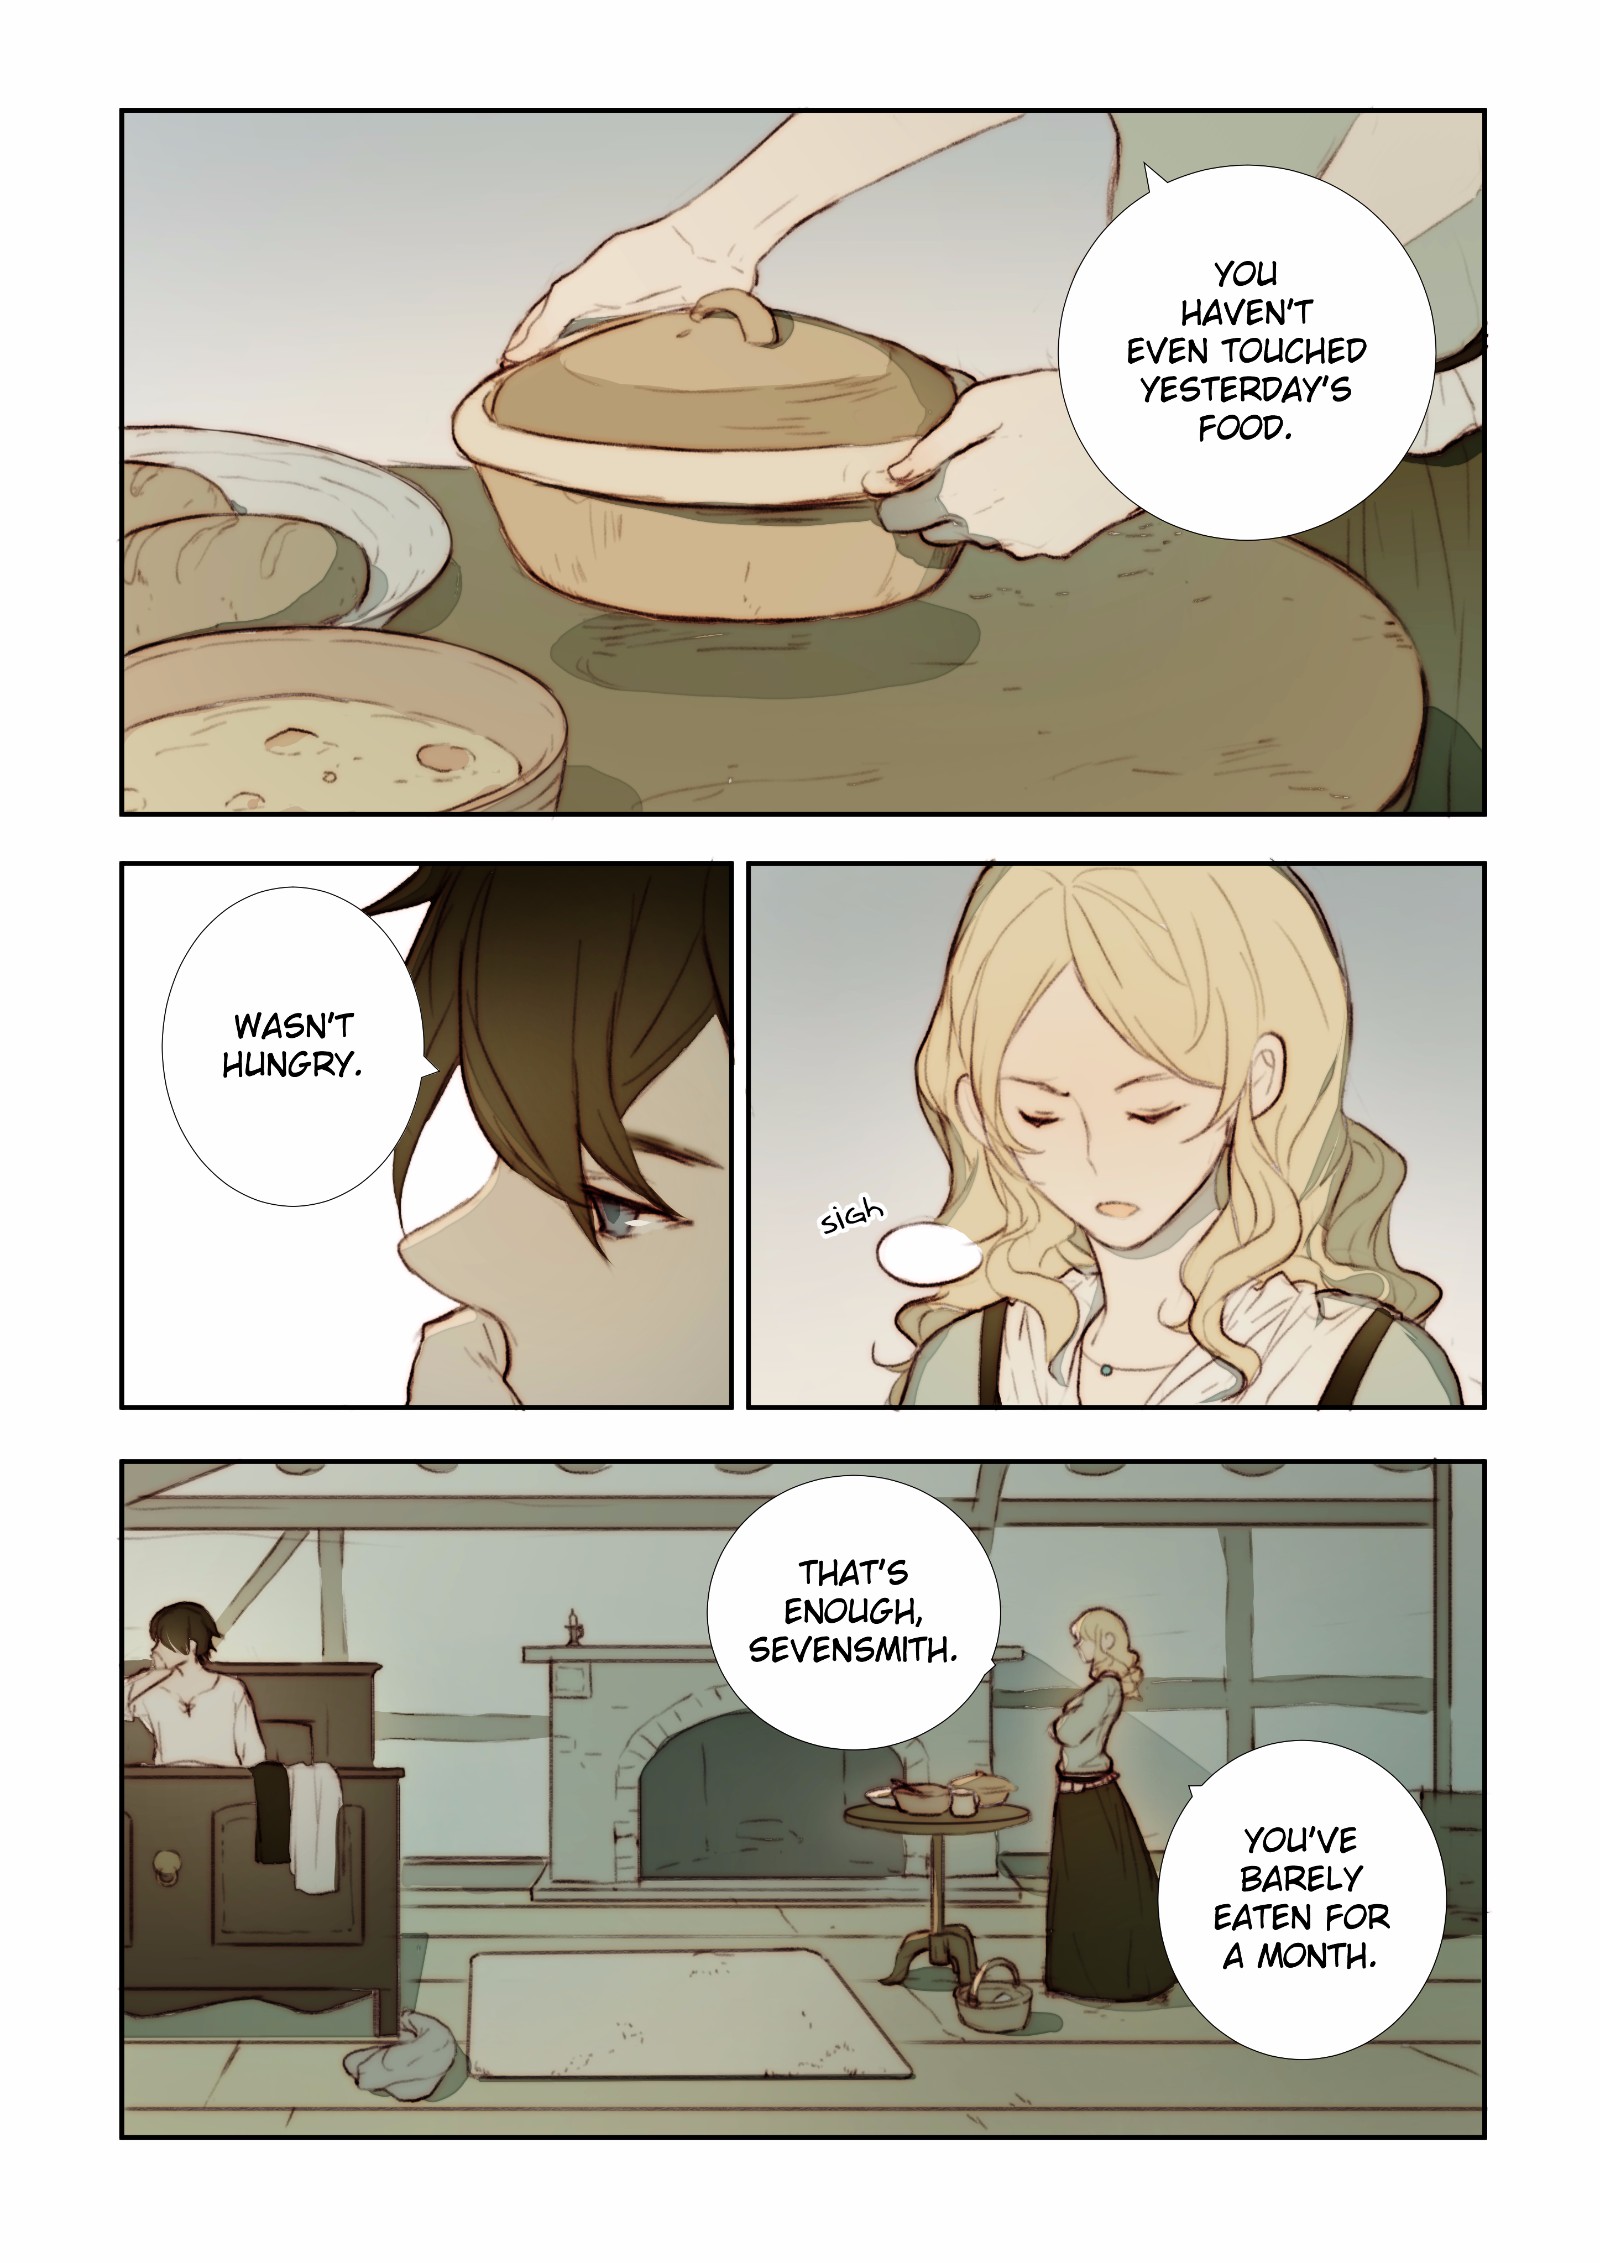 YOU
HAVEN'T
EVEN TOUCHED
YESTERDAY'S
FOOD.
WASN'T
HUNGRY.
SIGH
THAT'S
ENOUGH,
SEVENSMITH.
YOU'VE
BARELY
EATEN FOR
A MONTH.